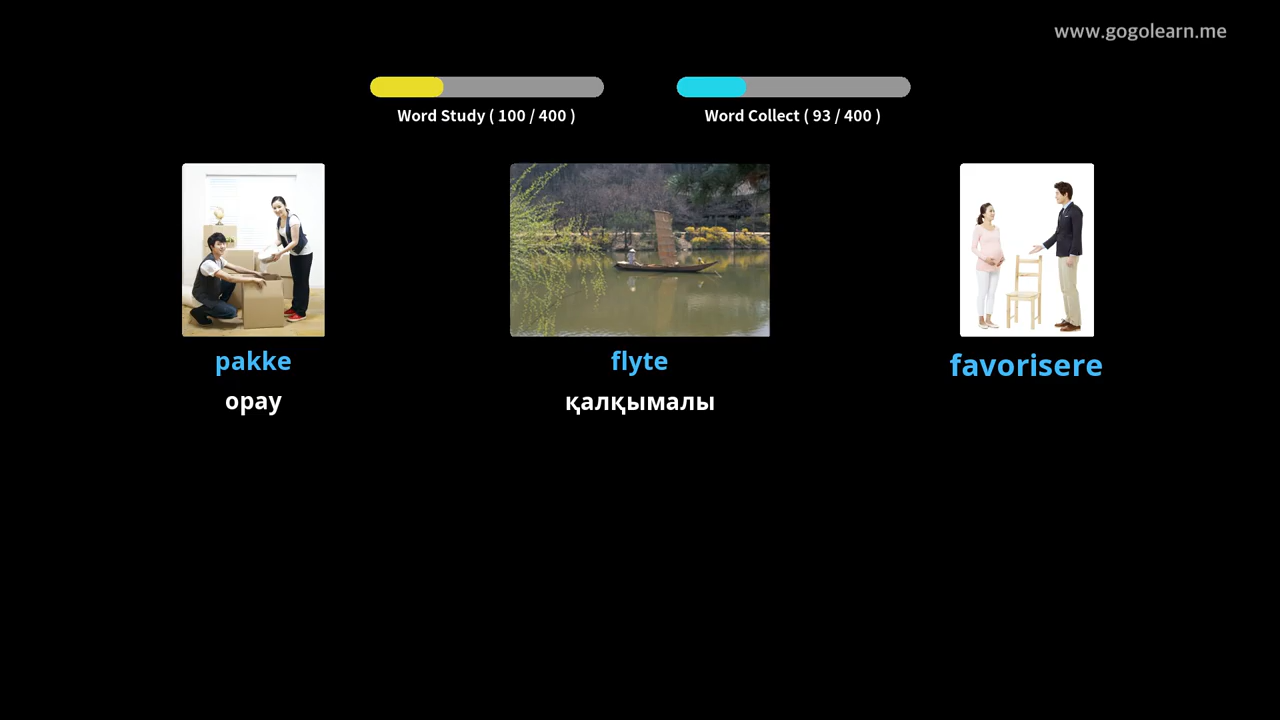 www.gogolearn.me
Word Study ( 100 / 400 )
Word Collect ( 93 / 400 )
pakke
орау
flyte
қалқымалы
favorisere